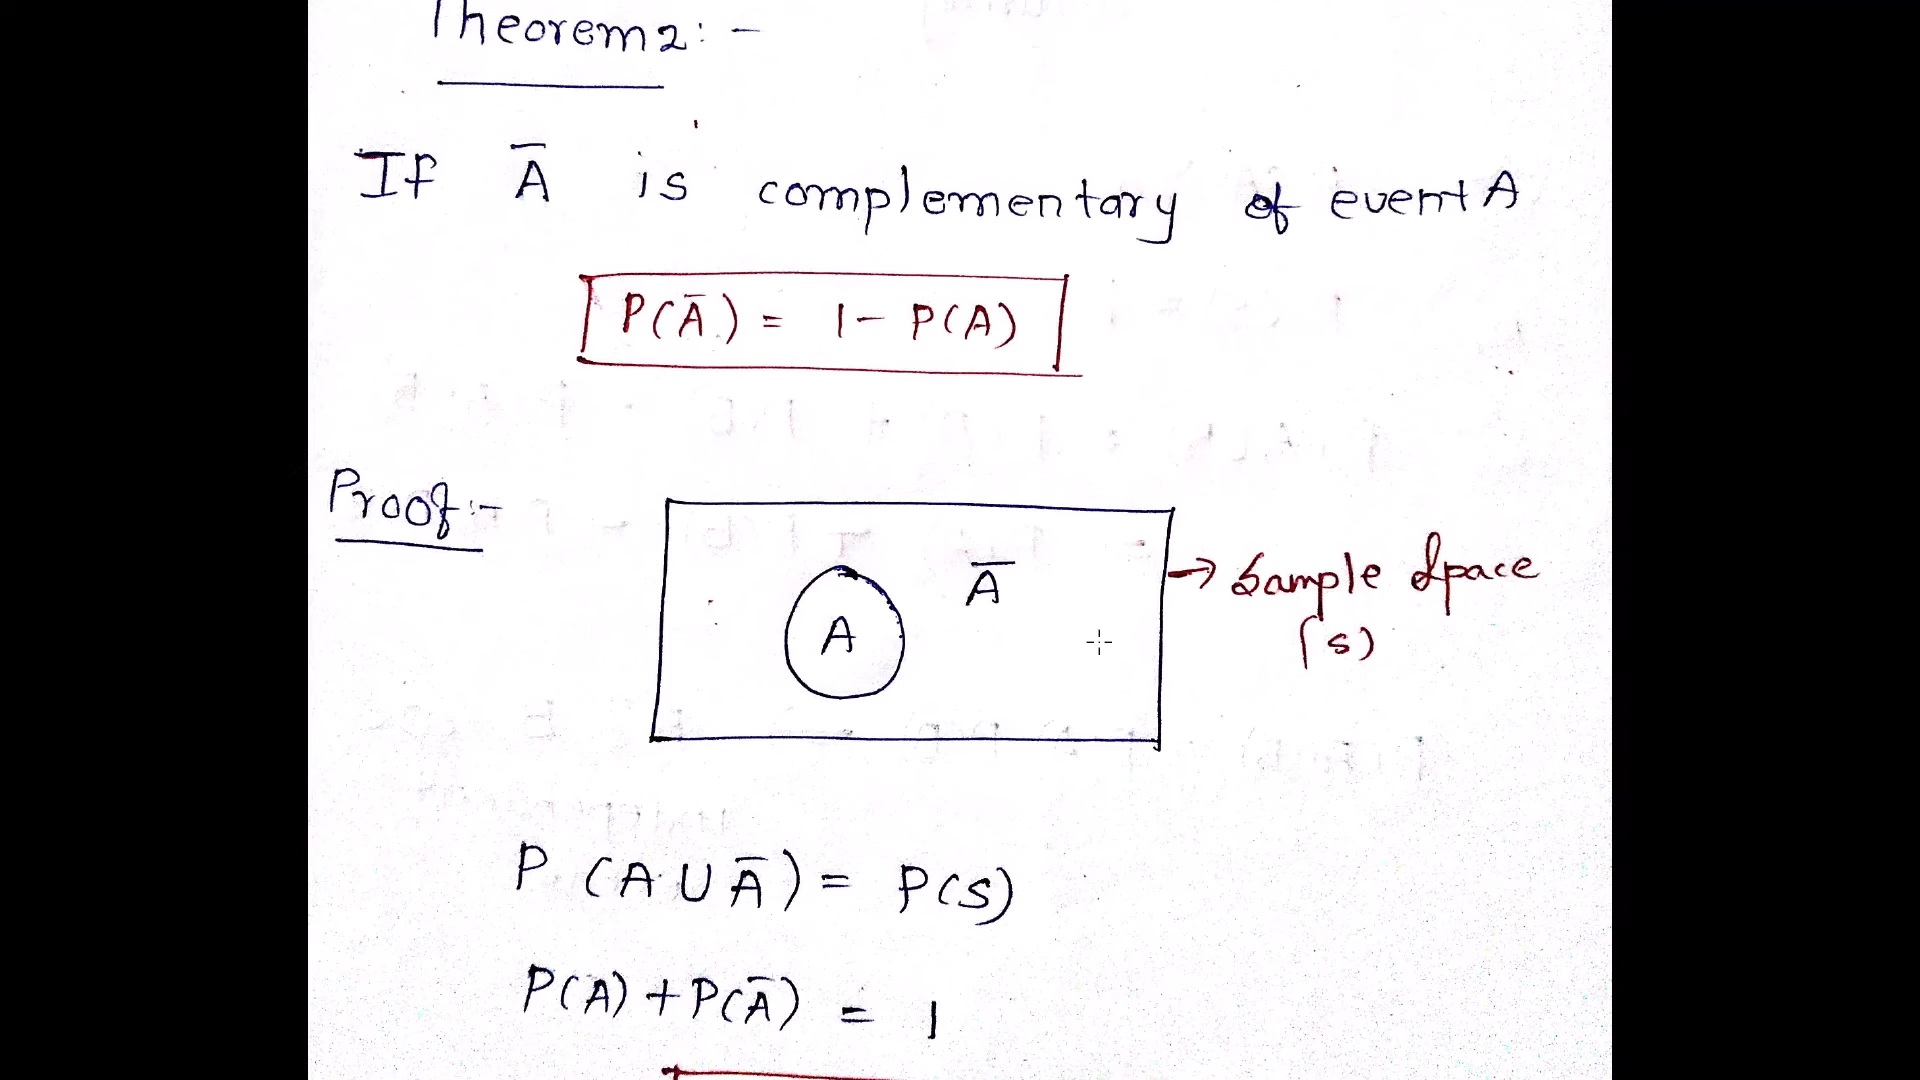 Theorem 2:-
If A̅ is complementary of event A
P(A̅) = 1 - P(A)
Proof:-
A̅
A
→ Sample Space
(S)
P(A∪A̅) = P(S)
P(A) + P(A̅) = 1